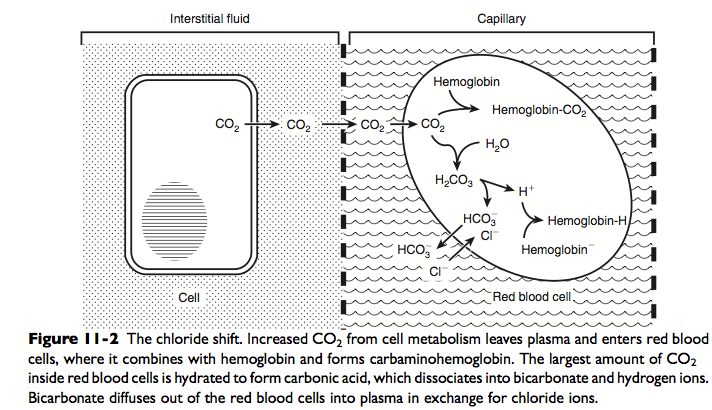 Interstitial fluid
Capillary
Hemoglobin
Hemoglobin-CO₂
CO₂
CO₂
CO₂
CO₂
H₂O
H₂CO₃
H⁺
HCO₃⁻
Cl⁻
Hemoglobin-H
HCO₃⁻
Hemoglobin⁻
Cl⁻
Cell
Red blood cell
Figure 11-2 The chloride shift. Increased CO₂ from cell metabolism leaves plasma and enters red blood
cells, where it combines with hemoglobin and forms carbaminohemoglobin. The largest amount of CO₂
inside red blood cells is hydrated to form carbonic acid, which dissociates into bicarbonate and hydrogen ions.
Bicarbonate diffuses out of the red blood cells into plasma in exchange for chloride ions.